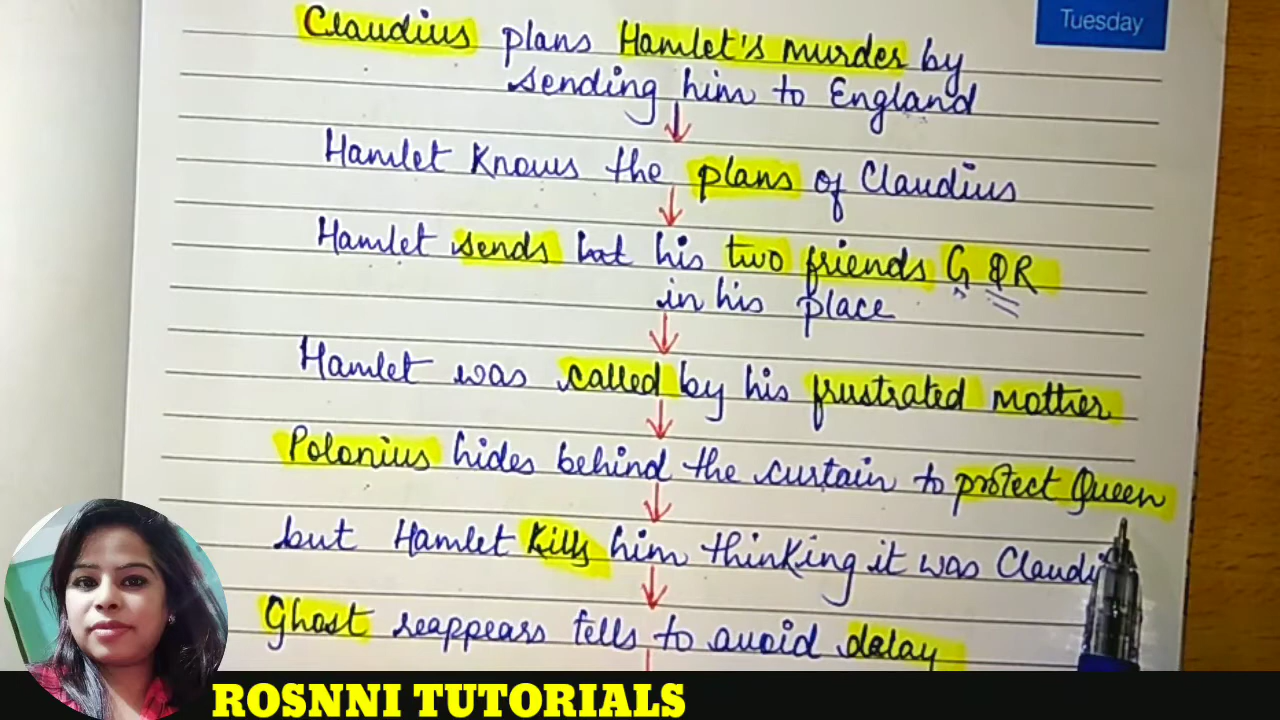 Tuesday
Claudius plans Hamlet's murder by
sending him to England
Hamlet Knows the plans of Claudius
Hamlet sends his two friends G & R
in his place
Hamlet was called by his frustrated mother
Polonius hides behind the curtain to protect Queen
but Hamlet Kills him thinking it was Claudi
Ghost reappears tells to avoid delay
ROSNNI TUTORIALS